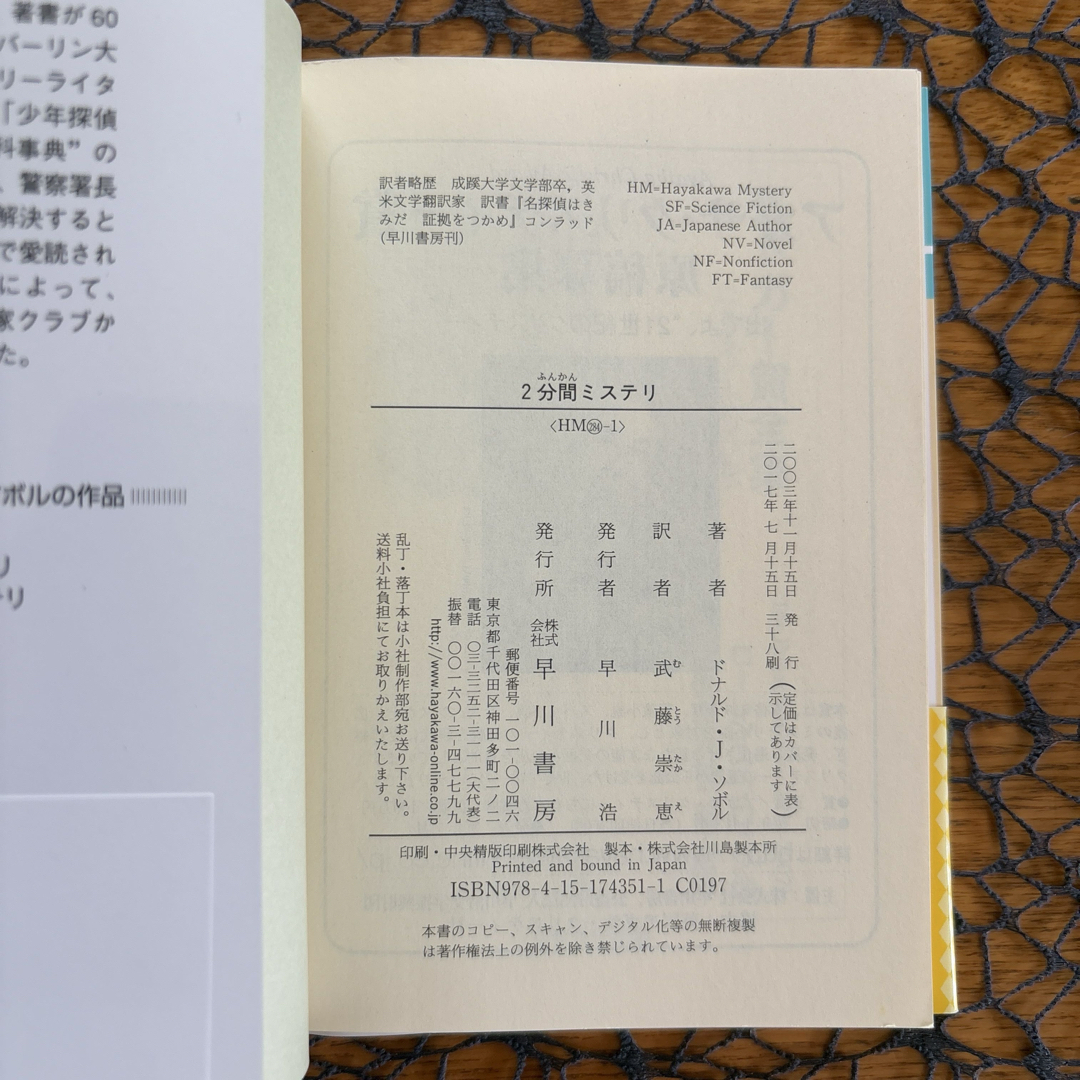 著書が60
バーリン大
リーライタ
「少年探偵
科事典”の
、警察署長
解決すると
で愛読され
によって、
家クラブか
た。
ボルの作品
リ
リ
訳者略歴　成蹊大学文学部卒，英
米文学翻訳家　訳書『名探偵はき
みだ　証拠をつかめ』コンラッド
（早川書房刊）
HM=Hayakawa Mystery
SF=Science Fiction
JA=Japanese Author
NV=Novel
NF=Nonfiction
FT=Fantasy
ふんかん
2分間ミステリ
〈HM㉘④-1〉
二〇〇三年十一月十五日　発　行
二〇一七年七月十五日　三十八刷
（定価はカバーに表
示してあります）
著者　ドナルド・J・ソボル
訳者　武藤崇恵
む　とう　たか　え
発行者　早川　浩
発行所　株式会社　早川書房
郵便番号　一〇一-〇〇四六
東京都千代田区神田多町二ノ二
電話　〇三-三二五二-三一一一（大代表）
振替　〇〇一六〇-三-四七七九九
http://www.hayakawa-online.co.jp
乱丁・落丁本は小社制作部宛お送り下さい。
送料小社負担にてお取りかえいたします。
印刷・中央精版印刷株式会社　製本・株式会社川島製本所
Printed and bound in Japan
ISBN978-4-15-174351-1 C0197
本書のコピー、スキャン、デジタル化等の無断複製
は著作権法上の例外を除き禁じられています。